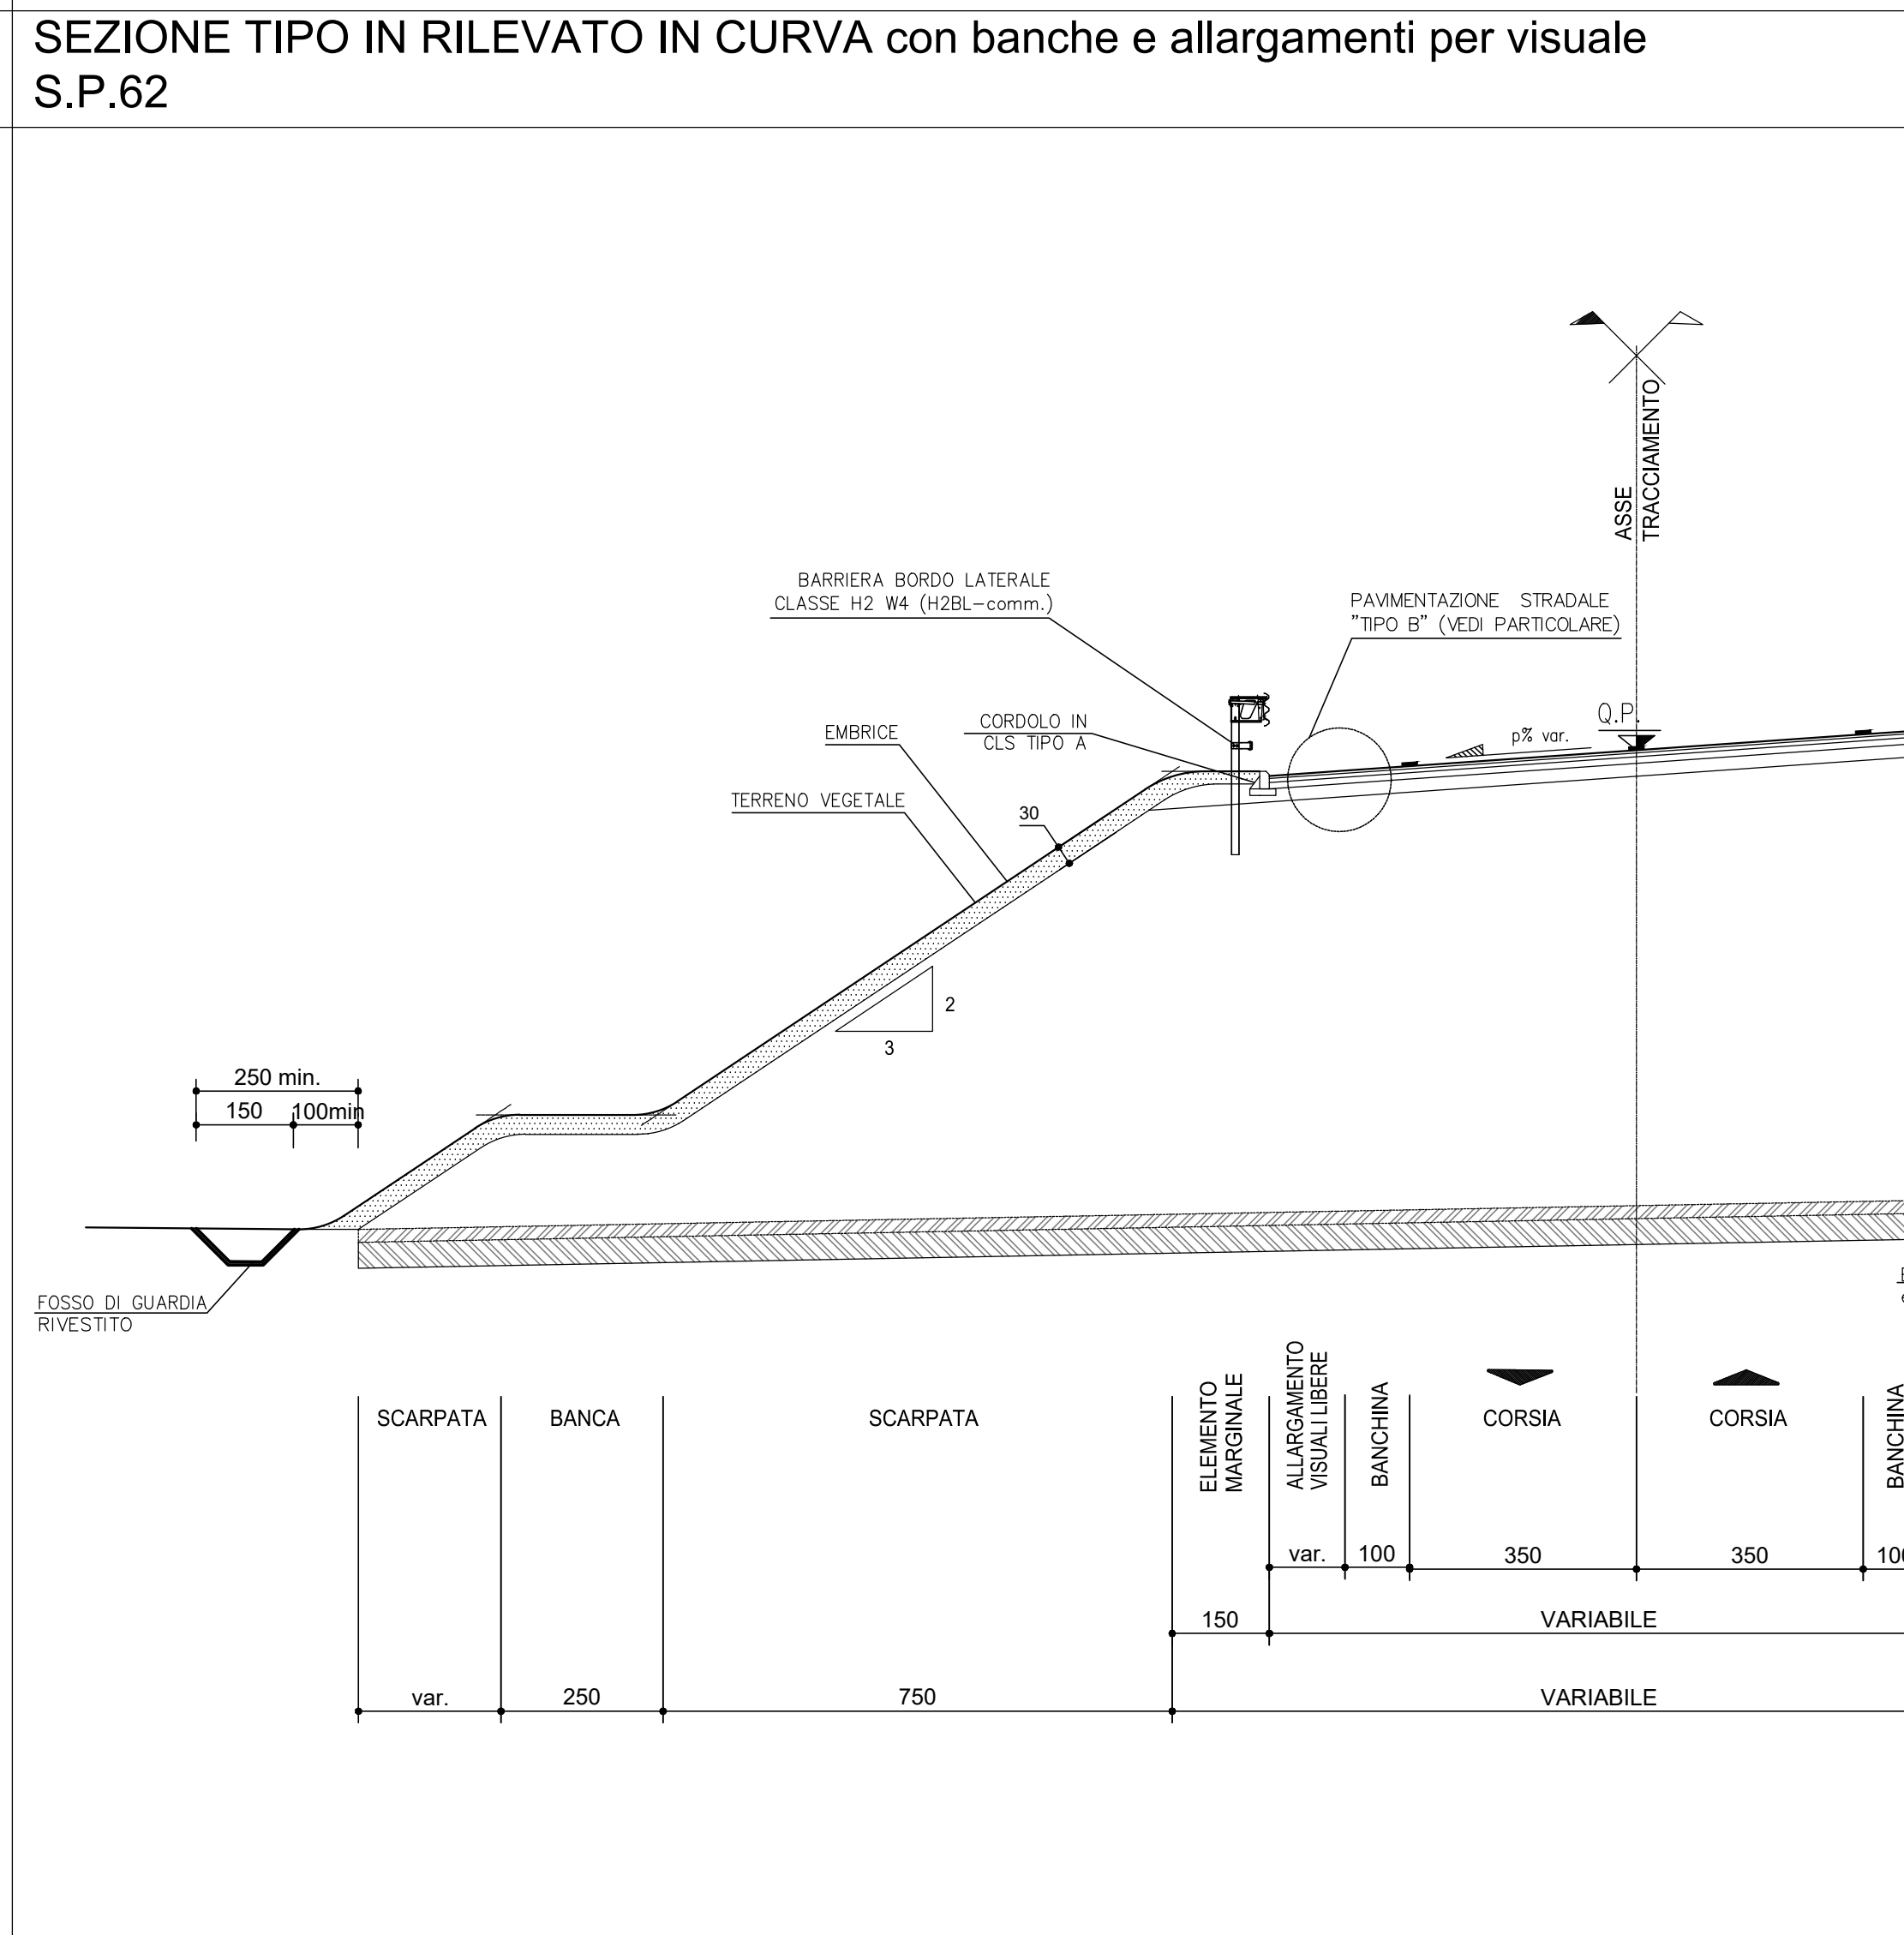 SEZIONE TIPO IN RILEVATO IN CURVA con banche e allargamenti per visuale
S.P.62
ASSE
TRACCIAMENTO
BARRIERA BORDO LATERALE
CLASSE H2 W4 (H2BL-comm.)
PAVIMENTAZIONE STRADALE
"TIPO B" (VEDI PARTICOLARE)
Q.P.
p% var.
EMBRICE
CORDOLO IN
CLS TIPO A
TERRENO VEGETALE
30
2
3
250 min.
150
100min
FOSSO DI GUARDIA
RIVESTITO
SCARPATA
BANCA
SCARPATA
ELEMENTO
MARGINALE
ALLARGAMENTO
VISUALI LIBERE
BANCHINA
CORSIA
CORSIA
BANCHINA
var.
100
350
350
150
VARIABILE
var.
250
750
VARIABILE